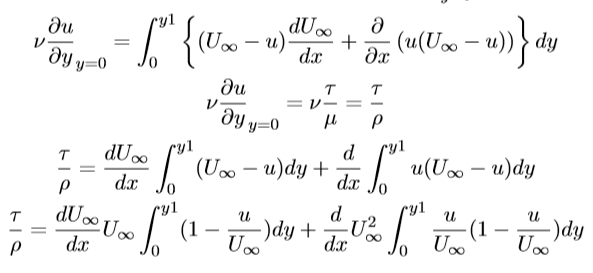 ν ∂u/∂y_{y=0} = ∫_0^{y1} { (U_∞ − u) dU_∞/dx + ∂/∂x (u(U_∞ − u)) } dy
ν ∂u/∂y_{y=0} = ν τ/μ = τ/ρ
τ/ρ = dU_∞/dx ∫_0^{y1} (U_∞ − u)dy + d/dx ∫_0^{y1} u(U_∞ − u)dy
τ/ρ = dU_∞/dx U_∞ ∫_0^{y1} (1 − u/U_∞)dy + d/dx U_∞^2 ∫_0^{y1} u/U_∞ (1 − u/U_∞)dy